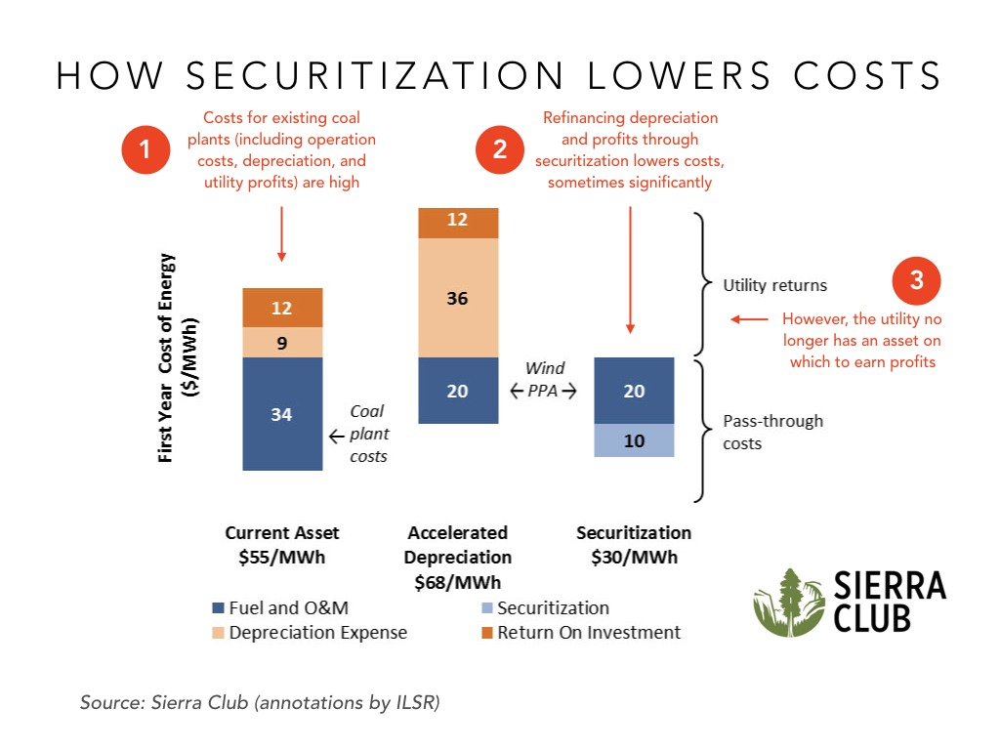 HOW SECURITIZATION LOWERS COSTS
1
Costs for existing coal
plants (including operation
costs, depreciation, and
utility profits) are high
2
Refinancing depreciation
and profits through
securitization lowers costs,
sometimes significantly
First Year Cost of Energy
($/MWh)
12
9
34
Coal
plant
costs
12
36
20
Wind
PPA
20
10
Utility returns
3
However, the utility no
longer has an asset on
which to earn profits
Pass-through
costs
Current Asset
$55/MWh
Accelerated
Depreciation
$68/MWh
Securitization
$30/MWh
Fuel and O&M
Securitization
Depreciation Expense
Return On Investment
SIERRA
CLUB
Source: Sierra Club (annotations by ILSR)